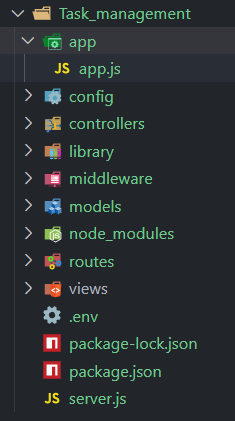 Task_management
app
JS app.js
config
controllers
library
middleware
models
node_modules
routes
views
.env
package-lock.json
package.json
JS server.js